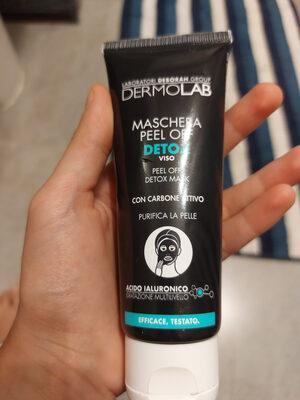 LABORATORI DEBORAH GROUP
DERMOLAB
MASCHERA
PEEL OFF
DETOX
VISO
PEEL OFF
DETOX MASK
CON CARBONE ATTIVO
PURIFICA LA PELLE
ACIDO IALURONICO
IDRATAZIONE MULTILIVELLO
EFFICACE, TESTATO.